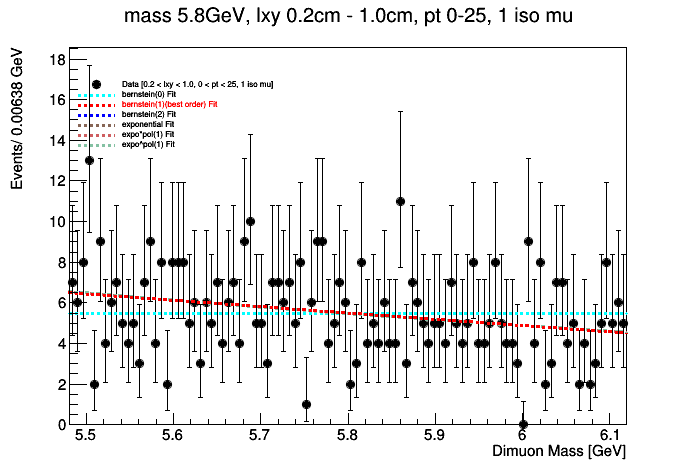 mass 5.8GeV, lxy 0.2cm - 1.0cm, pt 0-25, 1 iso mu
Events/ 0.00638 GeV
18
16
14
12
10
8
6
4
2
0
Data [0.2 < lxy < 1.0, 0 < pt < 25, 1 iso mu]
bernstein(0) Fit
bernstein(1)(best order) Fit
bernstein(2) Fit
exponential Fit
expo*pol(1) Fit
expo^pol(1) Fit
5.5 5.6 5.7 5.8 5.9 6 6.1
Dimuon Mass [GeV]